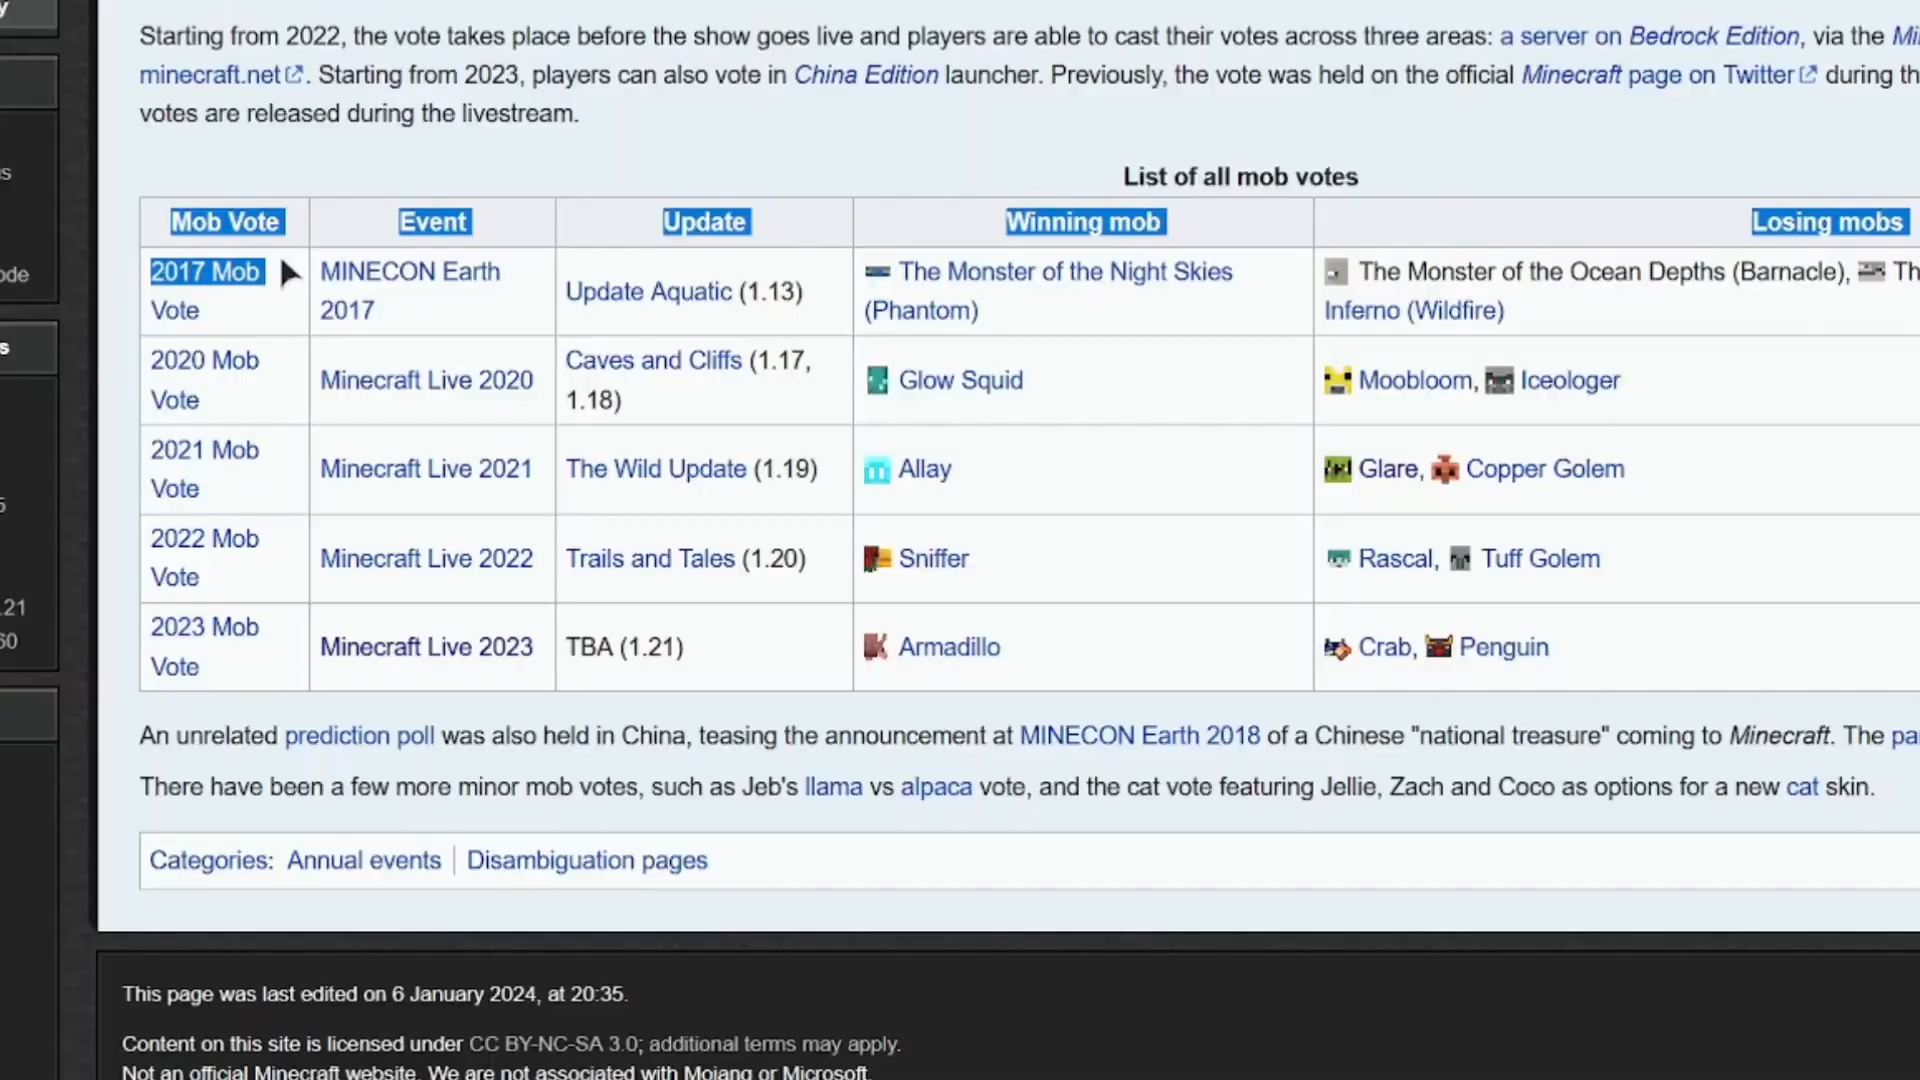 y
Starting from 2022, the vote takes place before the show goes live and players are able to cast their votes across three areas: a server on Bedrock Edition, via the Mi
minecraft.net. Starting from 2023, players can also vote in China Edition launcher. Previously, the vote was held on the official Minecraft page on Twitter during th
votes are released during the livestream.
s
ode
s
5
.21
60
List of all mob votes
Mob Vote Event Update Winning mob Losing mobs
2017 Mob Vote MINECON Earth 2017 Update Aquatic (1.13) The Monster of the Night Skies (Phantom) The Monster of the Ocean Depths (Barnacle), Th
Inferno (Wildfire)
2020 Mob Vote Minecraft Live 2020 Caves and Cliffs (1.17, 1.18) Glow Squid Moobloom, Iceologer
2021 Mob Vote Minecraft Live 2021 The Wild Update (1.19) Allay Glare, Copper Golem
2022 Mob Vote Minecraft Live 2022 Trails and Tales (1.20) Sniffer Rascal, Tuff Golem
2023 Mob Vote Minecraft Live 2023 TBA (1.21) Armadillo Crab, Penguin
An unrelated prediction poll was also held in China, teasing the announcement at MINECON Earth 2018 of a Chinese "national treasure" coming to Minecraft. The pa
There have been a few more minor mob votes, such as Jeb's llama vs alpaca vote, and the cat vote featuring Jellie, Zach and Coco as options for a new cat skin.
Categories: Annual events | Disambiguation pages
This page was last edited on 6 January 2024, at 20:35.
Content on this site is licensed under CC BY-NC-SA 3.0; additional terms may apply.
Not an official Minecraft website. We are not associated with Mojang or Microsoft.